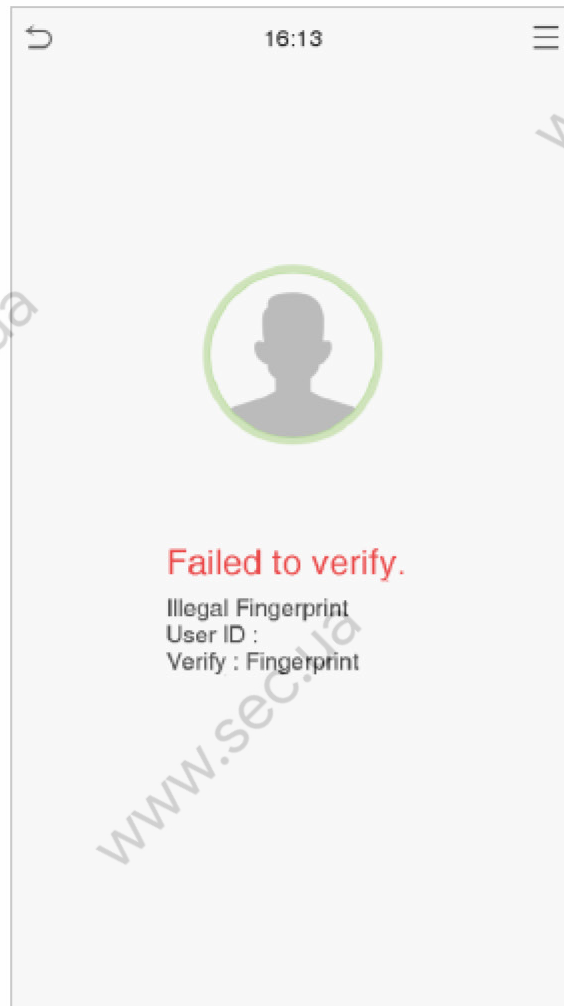 16:13
Failed to verify.
Illegal Fingerprint
User ID :
Verify : Fingerprint
www.sec.ua